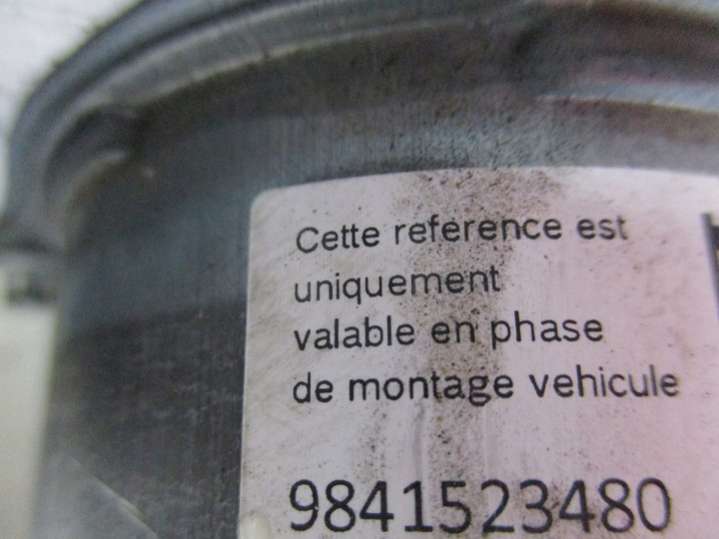 Cette reference est
uniquement
valable en phase
de montage vehicule
9841523480